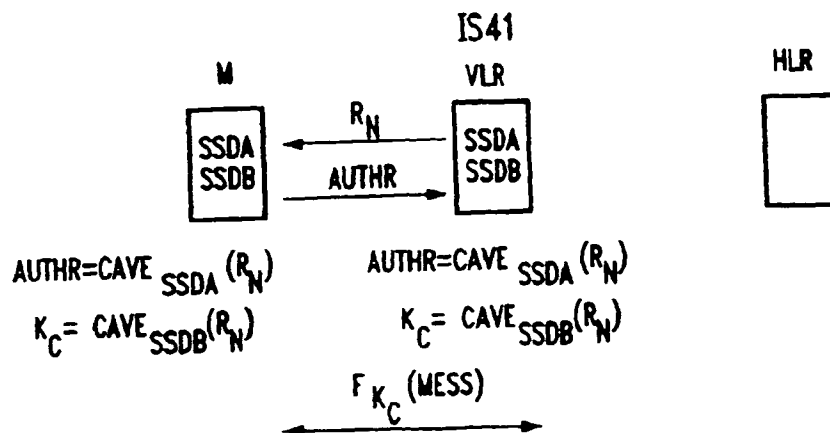 IS41
M VLR HLR
R_N
SSDA SSDA
SSDB SSDB
AUTHR
AUTHR=CAVE_SSDA(R_N) AUTHR=CAVE_SSDA(R_N)
K_C= CAVE_SSDB(R_N) K_C= CAVE_SSDB(R_N)
F_K_C(MESS)